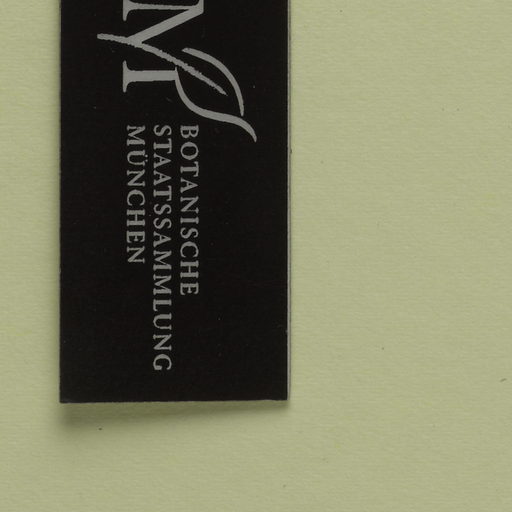 M
BOTANISCHE
STAATSSAMMLUNG
MÜNCHEN